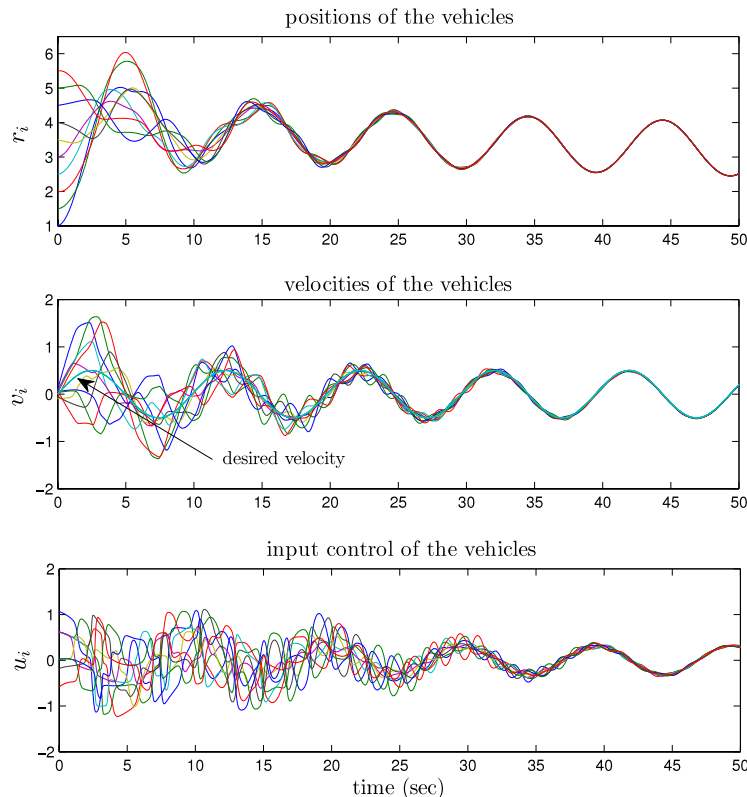 positions of the vehicles
6
5
4
3
2
1
r_i
0 5 10 15 20 25 30 35 40 45 50
velocities of the vehicles
2
1
0
−1
−2
v_i
desired velocity
0 5 10 15 20 25 30 35 40 45 50
input control of the vehicles
2
1
0
−1
−2
u_i
0 5 10 15 20 25 30 35 40 45 50
time (sec)